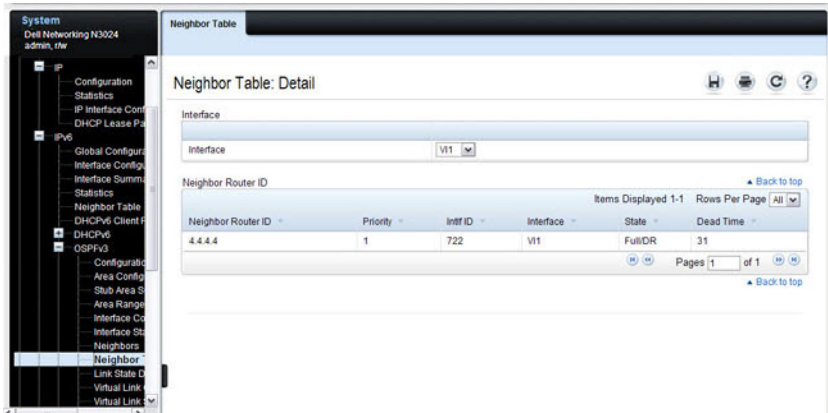 System
Dell Networking N3024
admin, r/w
IP
Configuration
Statistics
IP Interface Conf
DHCP Lease Pa
IPv6
Global Configura
Interface Configu
Interface Summa
Statistics
Neighbor Table
DHCPv6 Client P
DHCPv6
OSPFv3
Configuratio
Area Config
Stub Area S
Area Range
Interface Co
Interface Sta
Neighbors
Neighbor T
Link State D
Virtual Link
Virtual Link S
Neighbor Table
Neighbor Table: Detail
Interface
Interface Vl1
Neighbor Router ID
Back to top
Items Displayed 1-1 Rows Per Page All
Neighbor Router ID Priority IntIf ID Interface State Dead Time
4.4.4.4 1 722 Vl1 Full/DR 31
Pages 1 of 1
Back to top